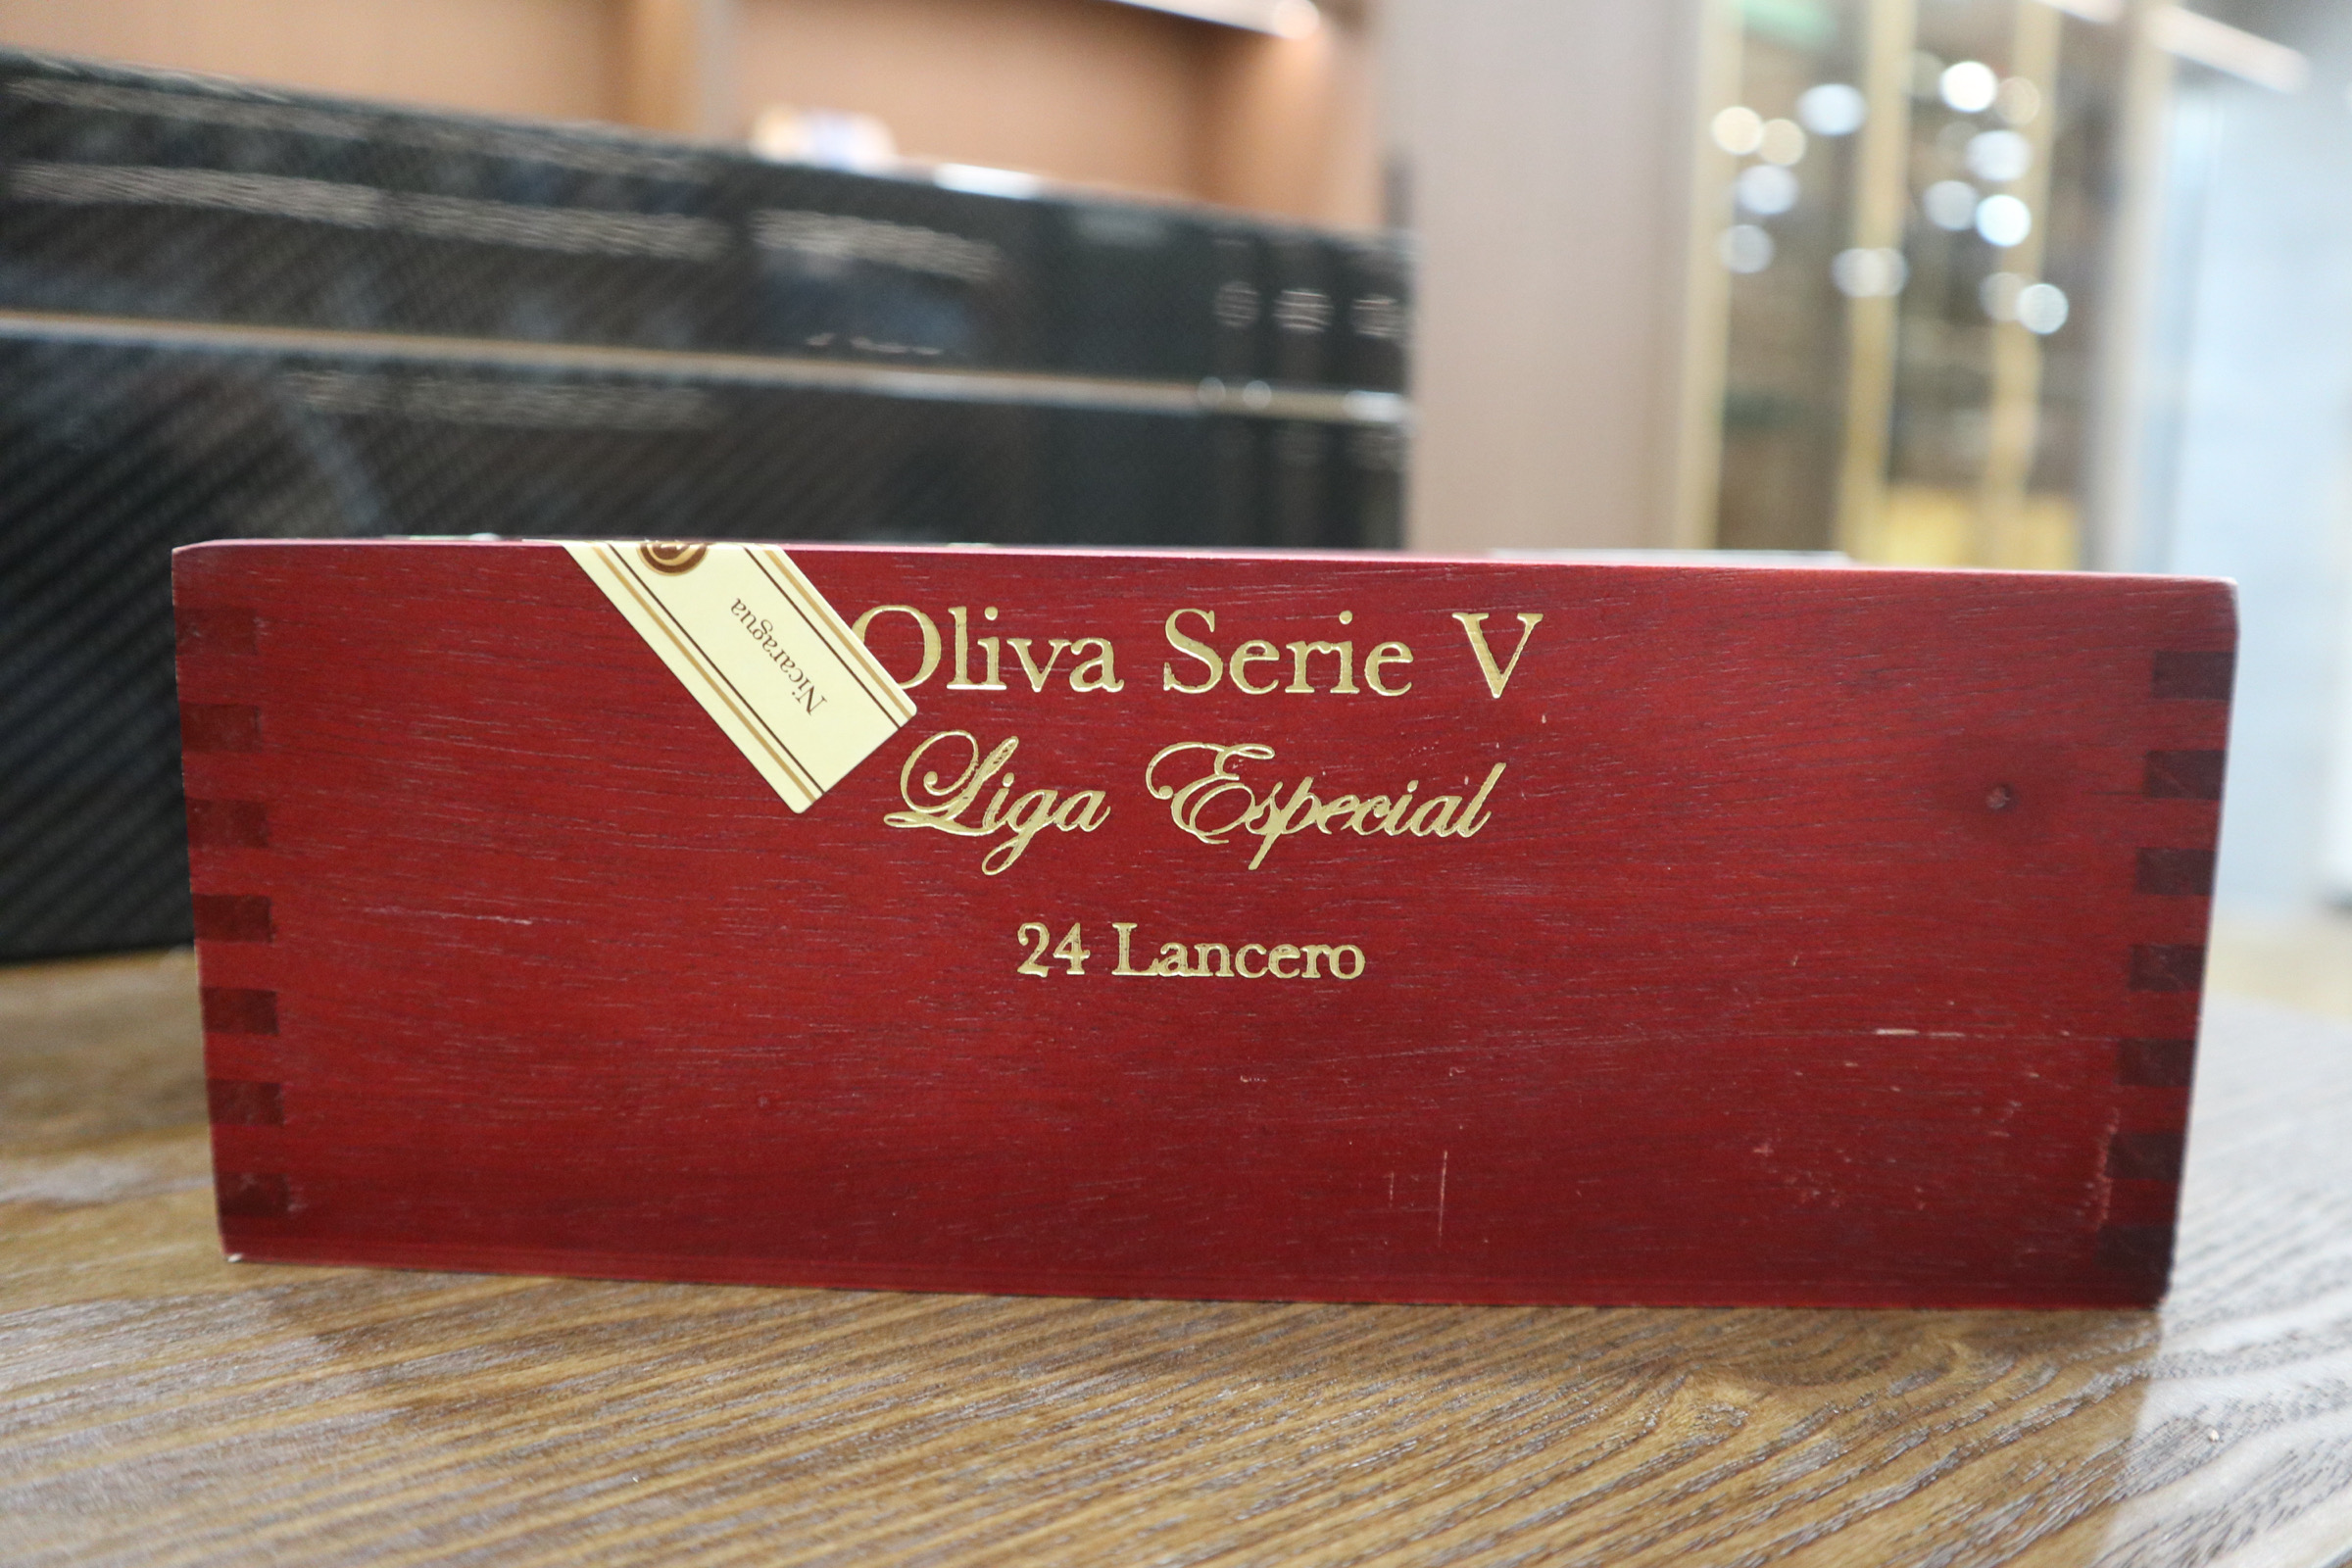 Nicaragua
Oliva Serie V
Liga Especial
24 Lancero